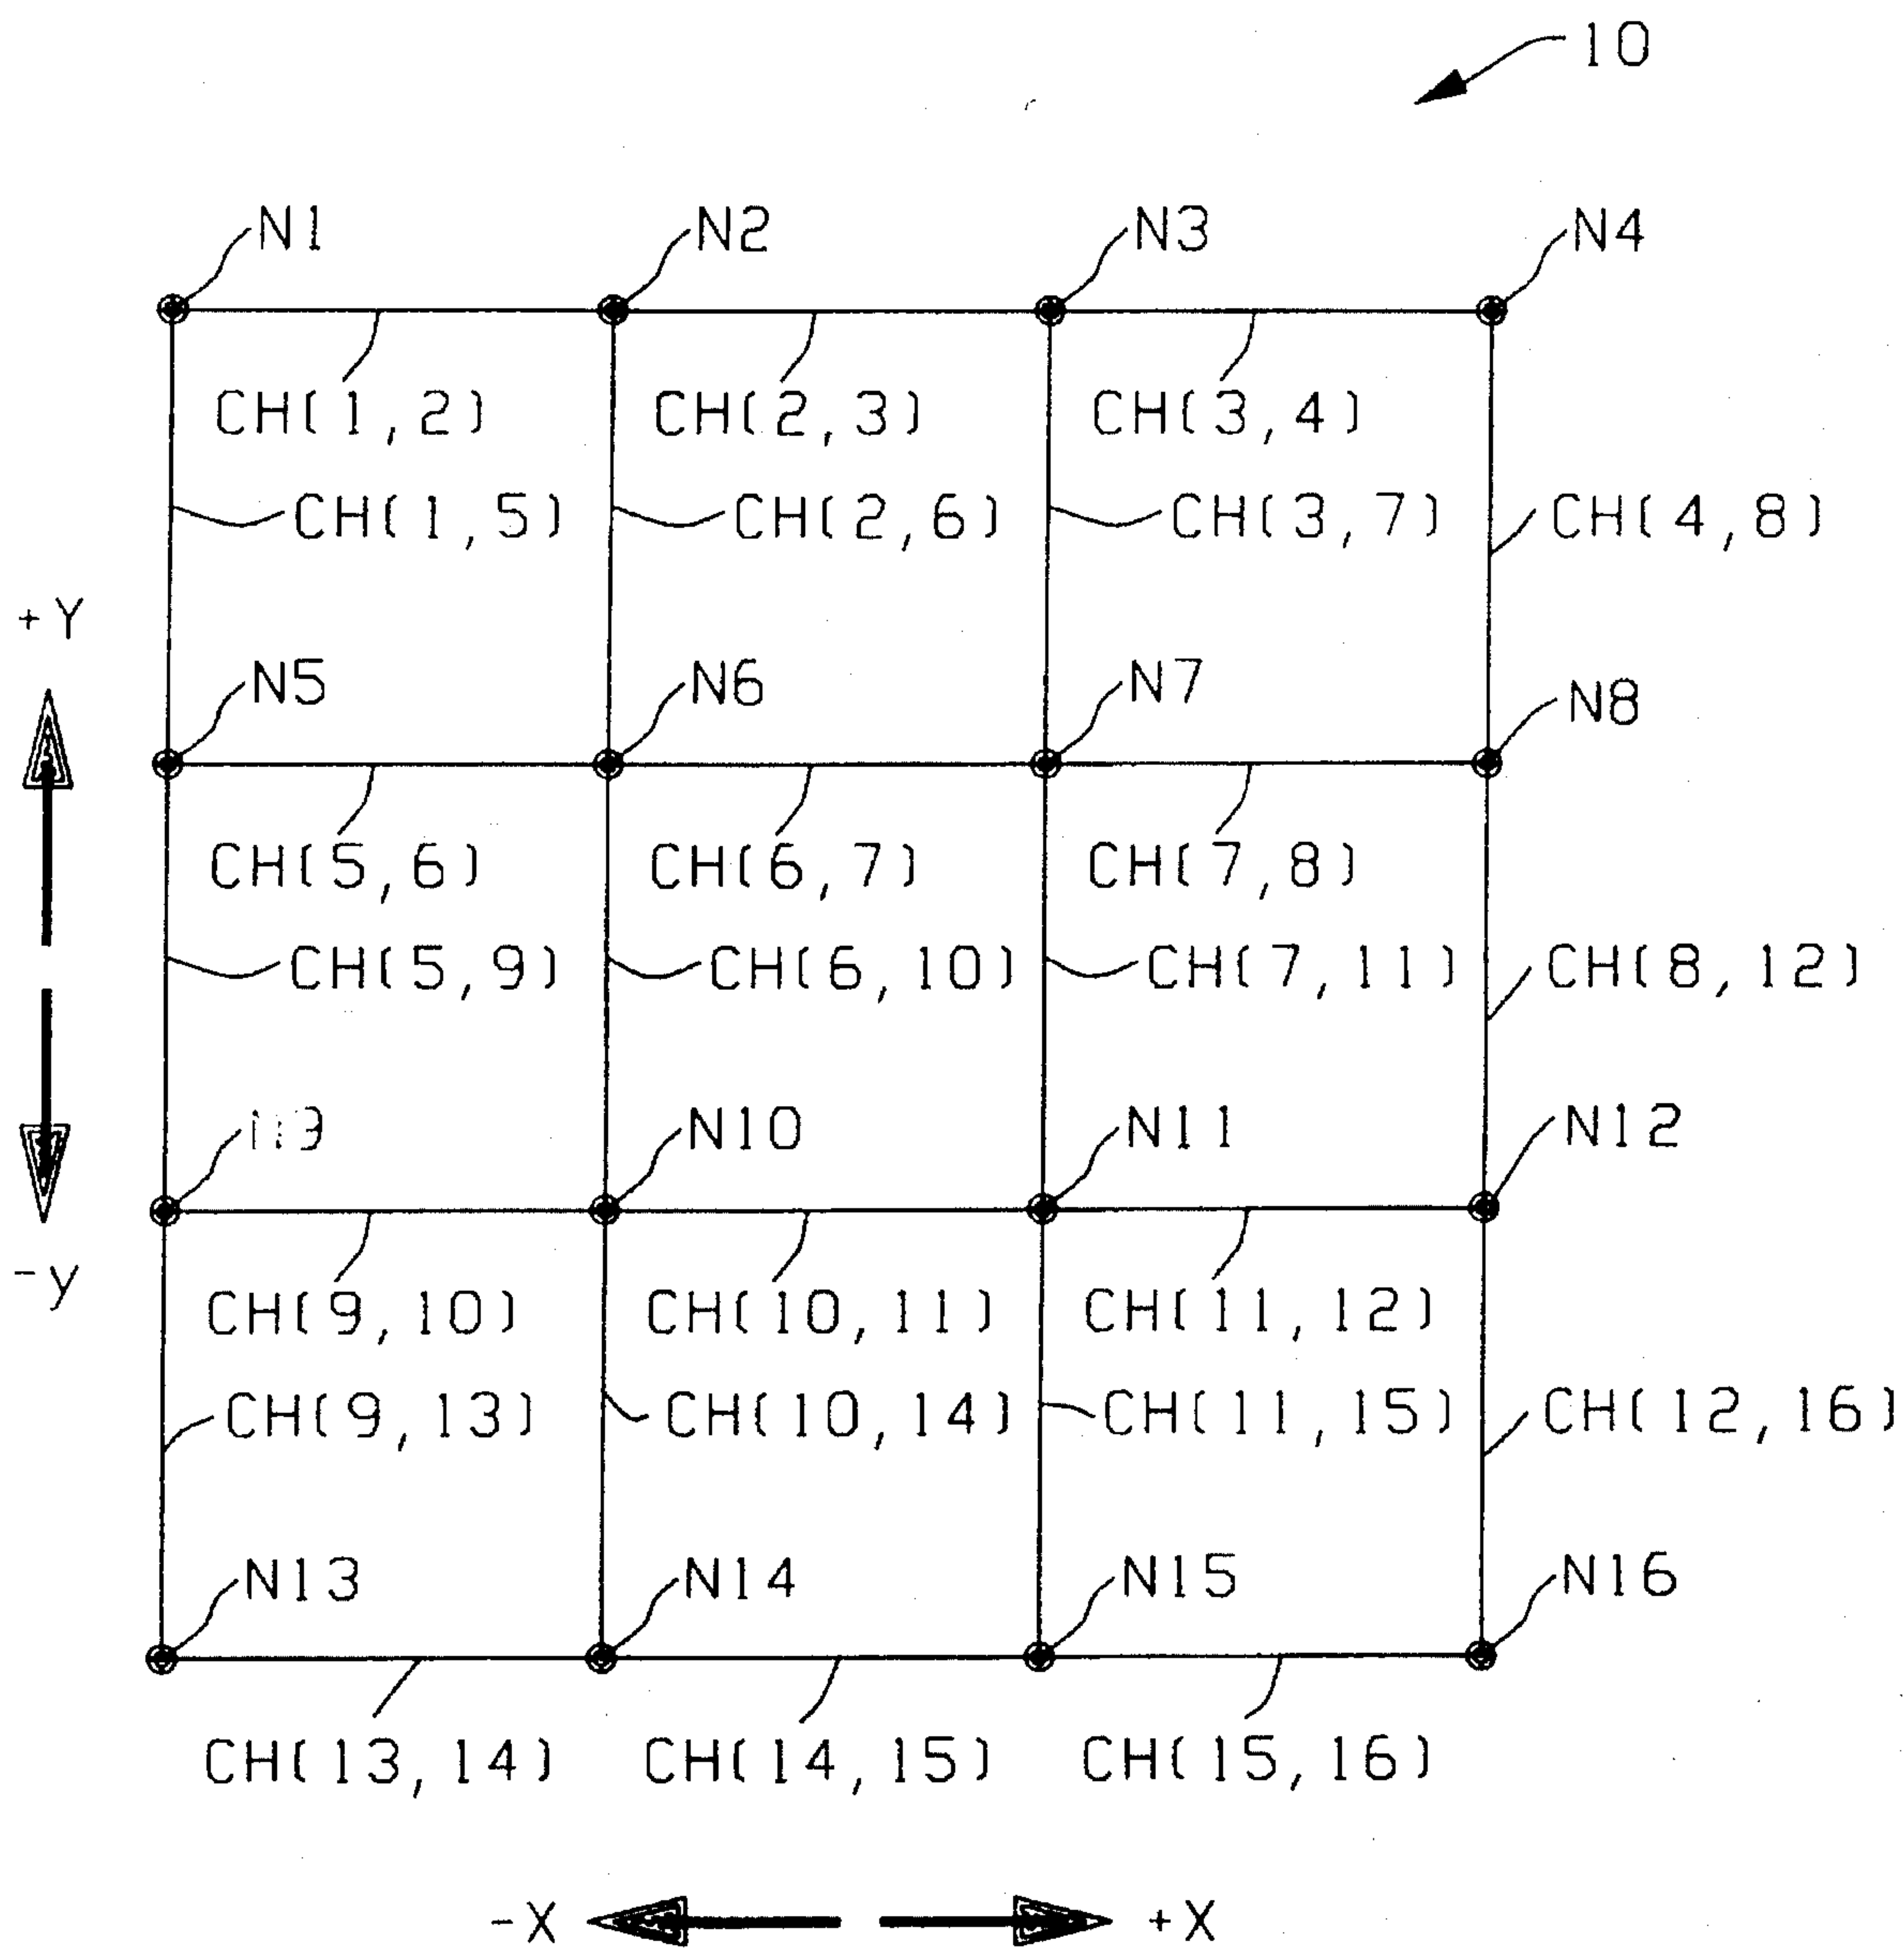 10
N1 N2 N3 N4
CH(1,2) CH(2,3) CH(3,4)
CH(1,5) CH(2,6) CH(3,7) CH(4,8)
+Y
N5 N6 N7 N8
CH(5,6) CH(6,7) CH(7,8)
CH(5,9) CH(6,10) CH(7,11) CH(8,12)
N10 N11 N12
-y
CH(9,10) CH(10,11) CH(11,12)
CH(9,13) CH(10,14) CH(11,15) CH(12,16)
N13 N14 N15 N16
CH(13,14) CH(14,15) CH(15,16)
-X +X